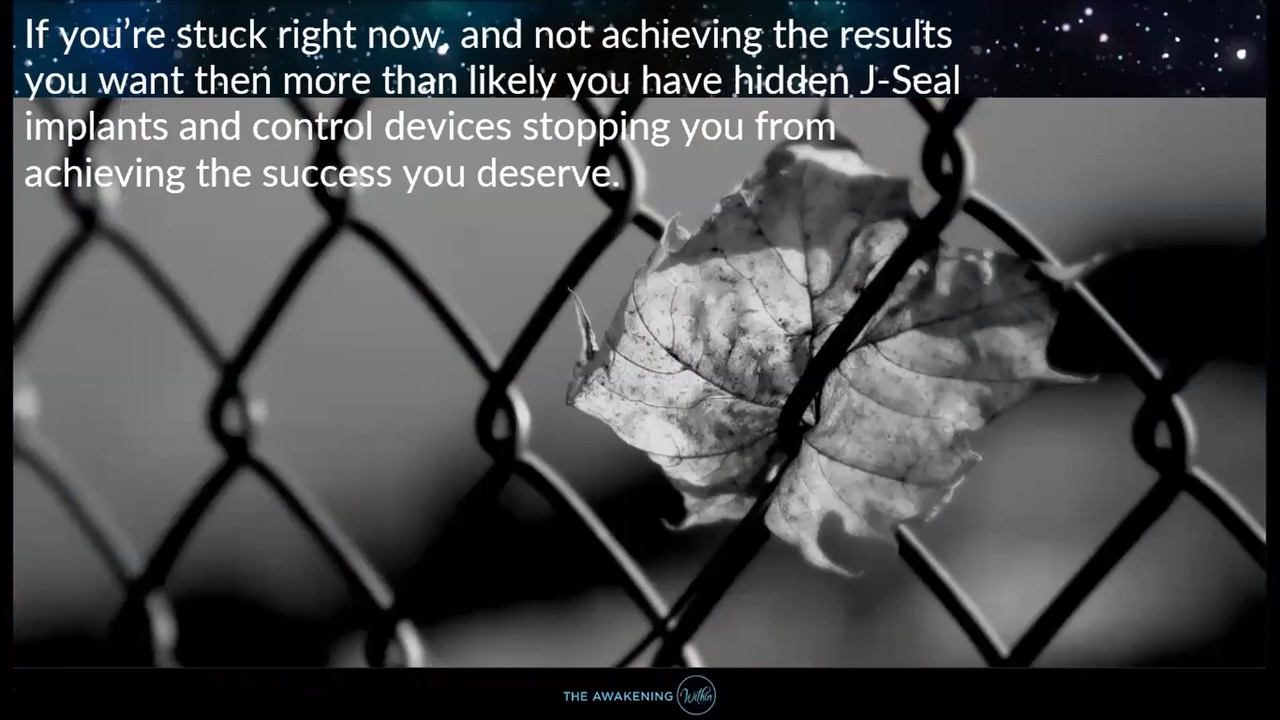 If you’re stuck right now, and not achieving the results
you want then more than likely you have hidden J-Seal
implants and control devices stopping you from
achieving the success you deserve.
THE AWAKENING Within